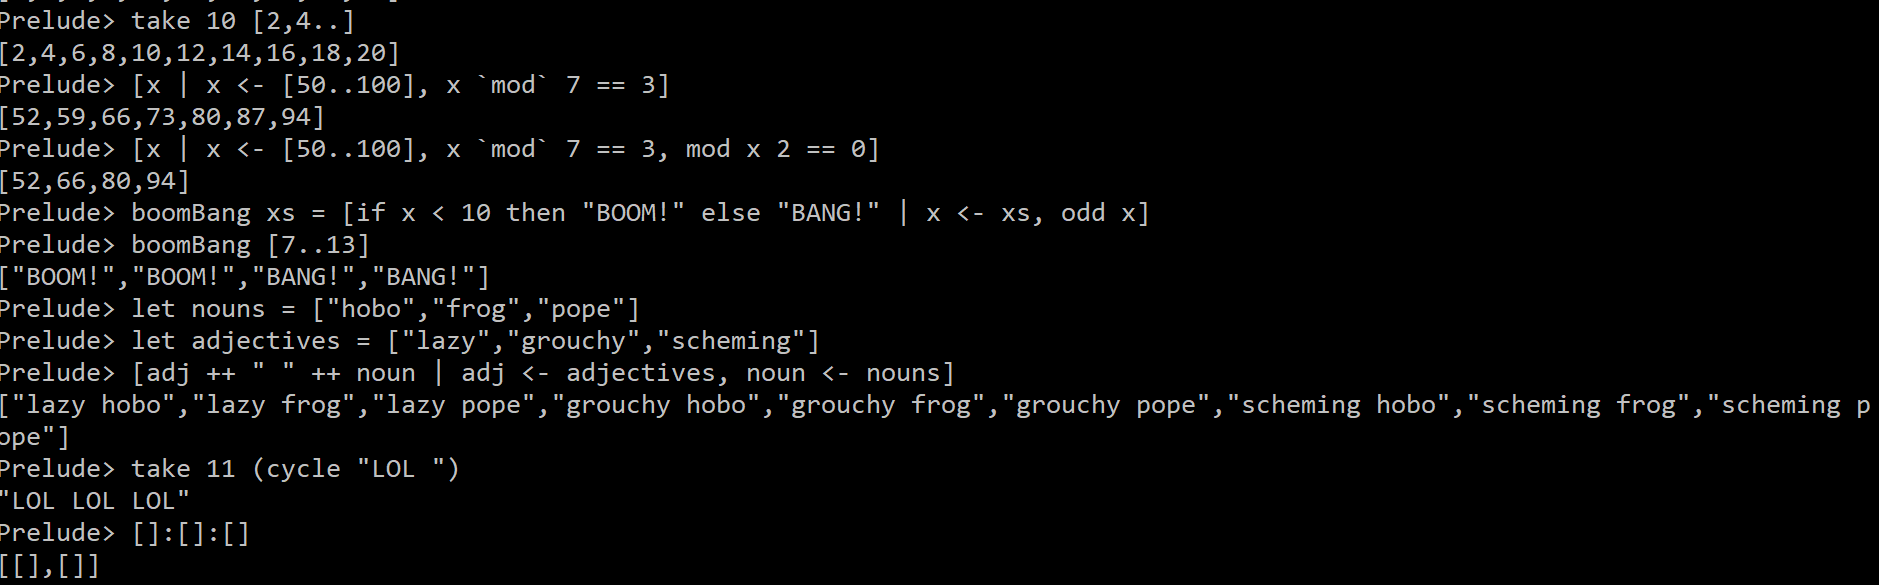 Prelude> take 10 [2,4..]
[2,4,6,8,10,12,14,16,18,20]
Prelude> [x | x <- [50..100], x `mod` 7 == 3]
[52,59,66,73,80,87,94]
Prelude> [x | x <- [50..100], x `mod` 7 == 3, mod x 2 == 0]
[52,66,80,94]
Prelude> boomBang xs = [if x < 10 then "BOOM!" else "BANG!" | x <- xs, odd x]
Prelude> boomBang [7..13]
["BOOM!","BOOM!","BANG!","BANG!"]
Prelude> let nouns = ["hobo","frog","pope"]
Prelude> let adjectives = ["lazy","grouchy","scheming"]
Prelude> [adj ++ " " ++ noun | adj <- adjectives, noun <- nouns]
["lazy hobo","lazy frog","lazy pope","grouchy hobo","grouchy frog","grouchy pope","scheming hobo","scheming frog","scheming p
ope"]
Prelude> take 11 (cycle "LOL ")
"LOL LOL LOL"
Prelude> []:[]:[]
[[],[]]